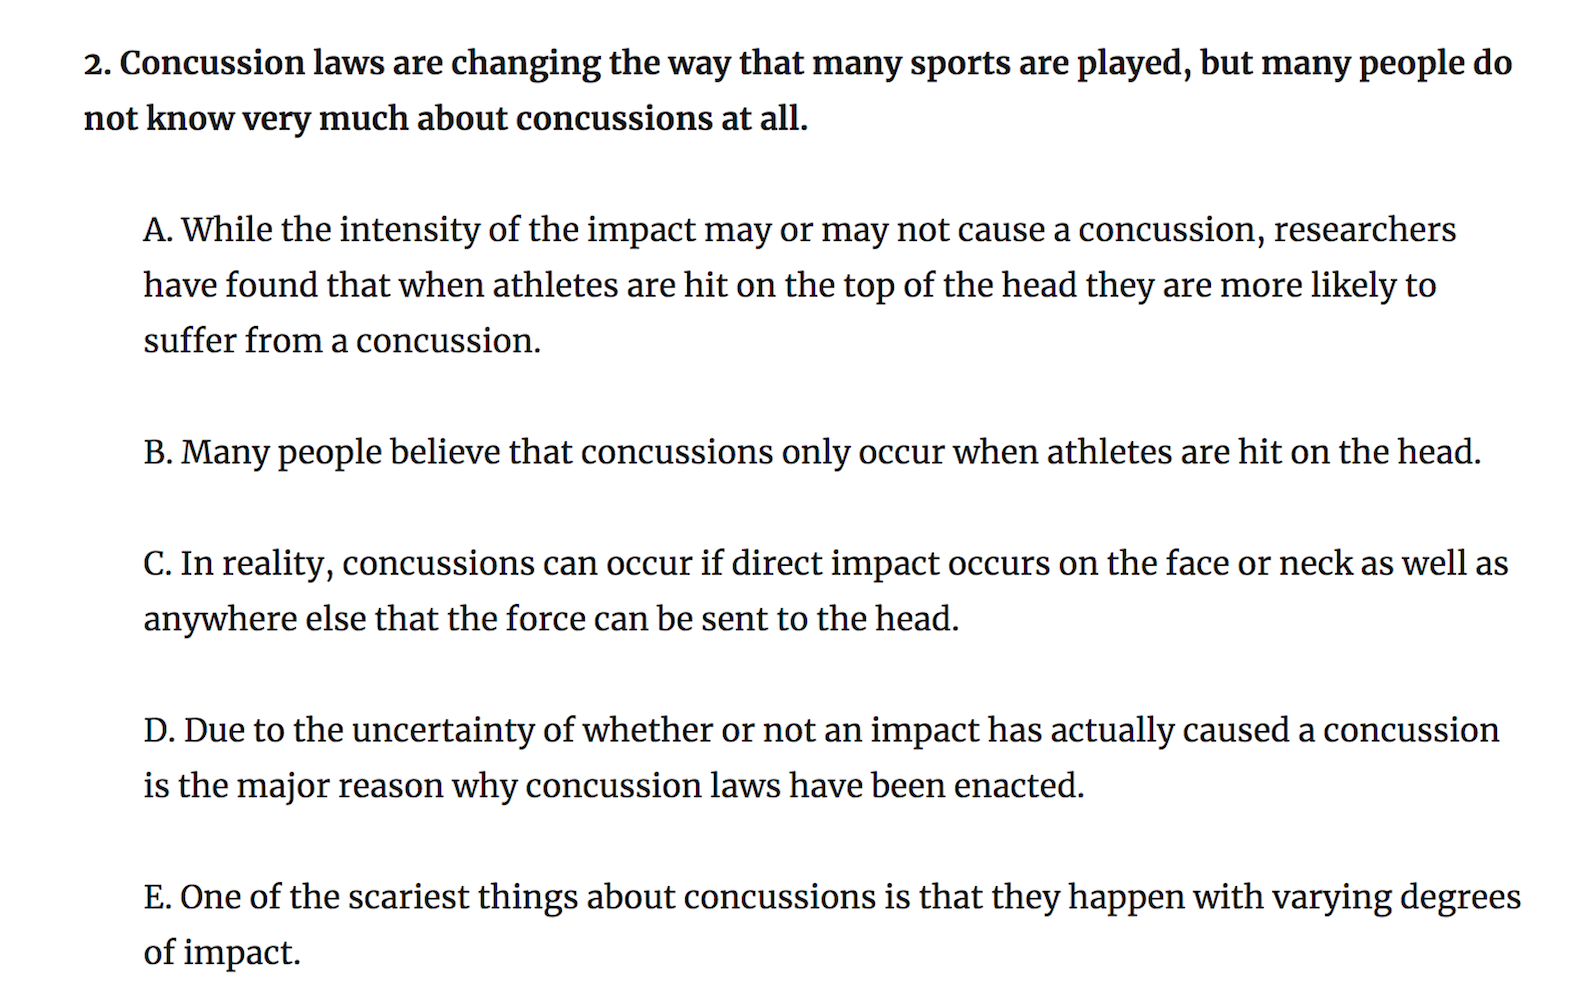 2. Concussion laws are changing the way that many sports are played, but many people do
not know very much about concussions at all.
A. While the intensity of the impact may or may not cause a concussion, researchers
have found that when athletes are hit on the top of the head they are more likely to
suffer from a concussion.
B. Many people believe that concussions only occur when athletes are hit on the head.
C. In reality, concussions can occur if direct impact occurs on the face or neck as well as
anywhere else that the force can be sent to the head.
D. Due to the uncertainty of whether or not an impact has actually caused a concussion
is the major reason why concussion laws have been enacted.
E. One of the scariest things about concussions is that they happen with varying degrees
of impact.